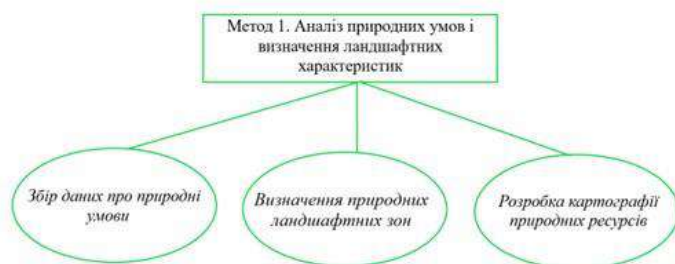 Метод 1. Аналіз природних умов і
визначення ландшафтних
характеристик
Збір даних про природні
умови
Визначення природних
ландшафтних зон
Розробка картографії
природних ресурсів